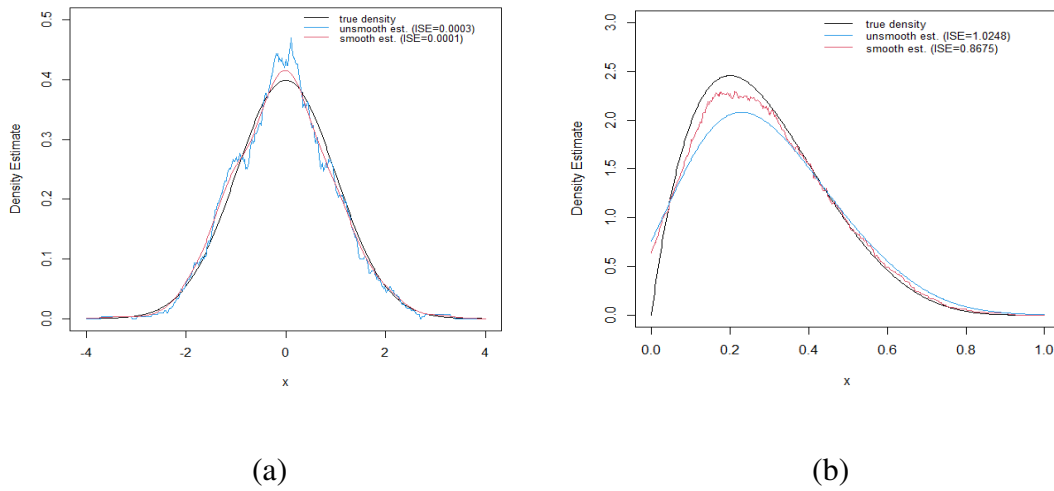 true density
unsmooth est. (ISE=0.0003)
smooth est. (ISE=0.0001)
Density Estimate
0.0
0.1
0.2
0.3
0.4
0.5
-4
-2
0
2
4
x
(a)
true density
unsmooth est. (ISE=1.0248)
smooth est. (ISE=0.8675)
Density Estimate
0.0
0.5
1.0
1.5
2.0
2.5
3.0
0.0
0.2
0.4
0.6
0.8
1.0
x
(b)